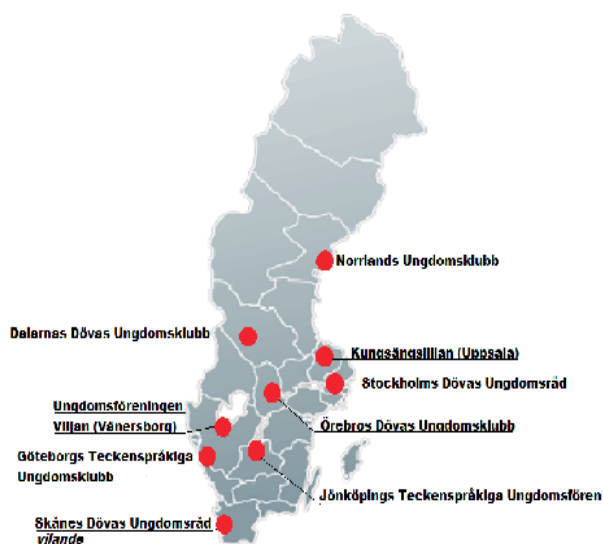 Norrlands Ungdomsklubb
Dalarnas Dövas Ungdomsklubb
Kungsängsliljan (Uppsala)
Stockholms Dövas Ungdomsråd
Ungdomsföreningen
Viljan (Vänersborg)
Örebros Dövas Ungdomsklubb
Göteborgs Teckenspråkiga
Ungdomsklubb
Jönköpings Teckenspråkiga Ungdomsfören
Skånes Dövas Ungdomsråd
vilande